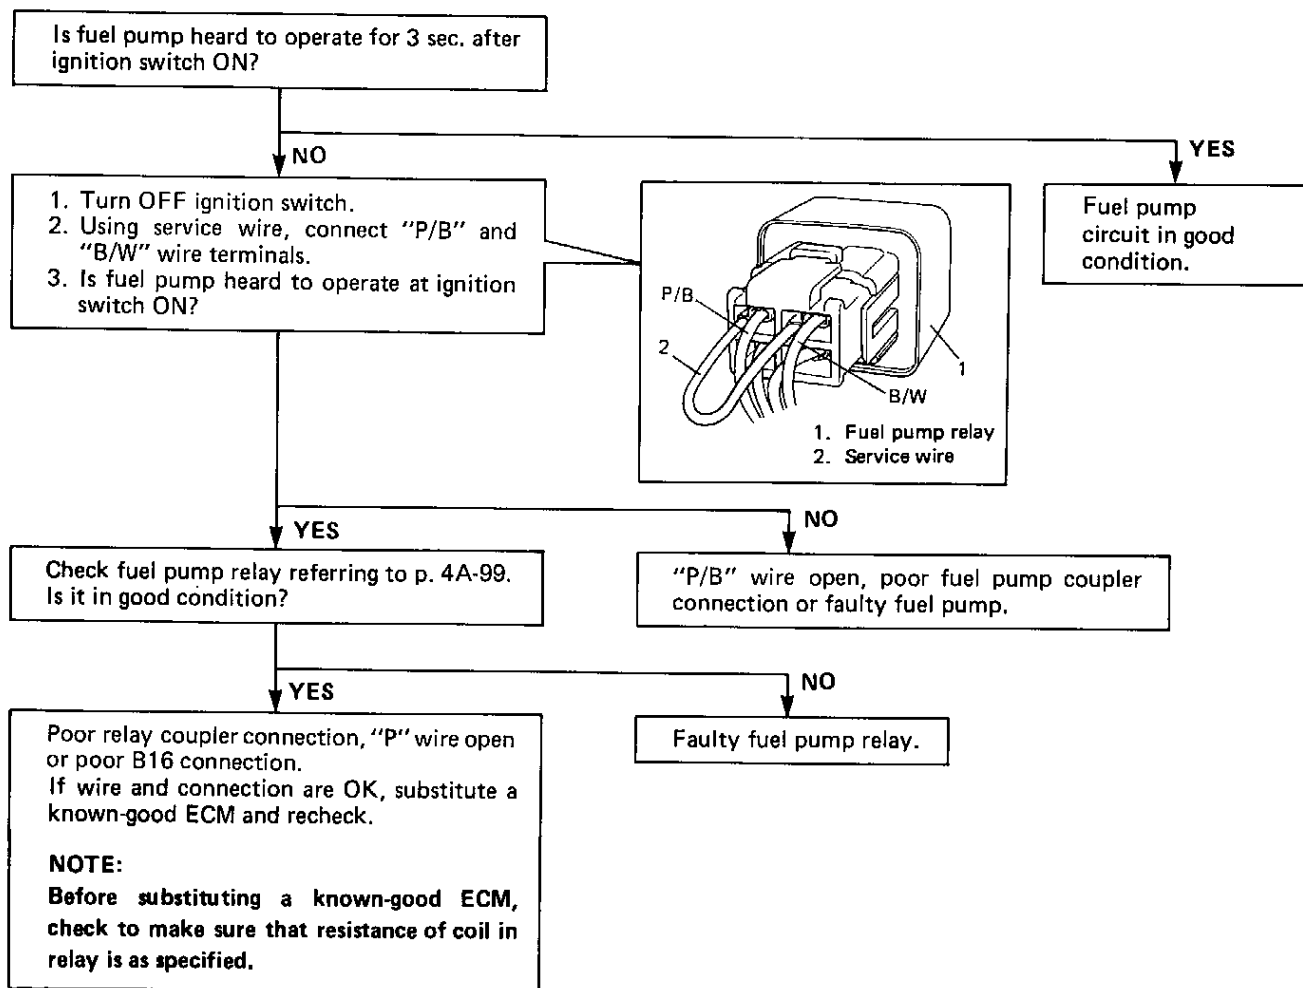 Is fuel pump heard to operate for 3 sec. after
ignition switch ON?
NO
YES
1. Turn OFF ignition switch.
2. Using service wire, connect "P/B" and
"B/W" wire terminals.
3. Is fuel pump heard to operate at ignition
switch ON?
P/B
2
B/W
1
1. Fuel pump relay
2. Service wire
Fuel pump
circuit in good
condition.
YES
NO
Check fuel pump relay referring to p. 4A-99.
Is it in good condition?
"P/B" wire open, poor fuel pump coupler
connection or faulty fuel pump.
YES
NO
Poor relay coupler connection, "P" wire open
or poor B16 connection.
If wire and connection are OK, substitute a
known-good ECM and recheck.
NOTE:
Before substituting a known-good ECM,
check to make sure that resistance of coil in
relay is as specified.
Faulty fuel pump relay.